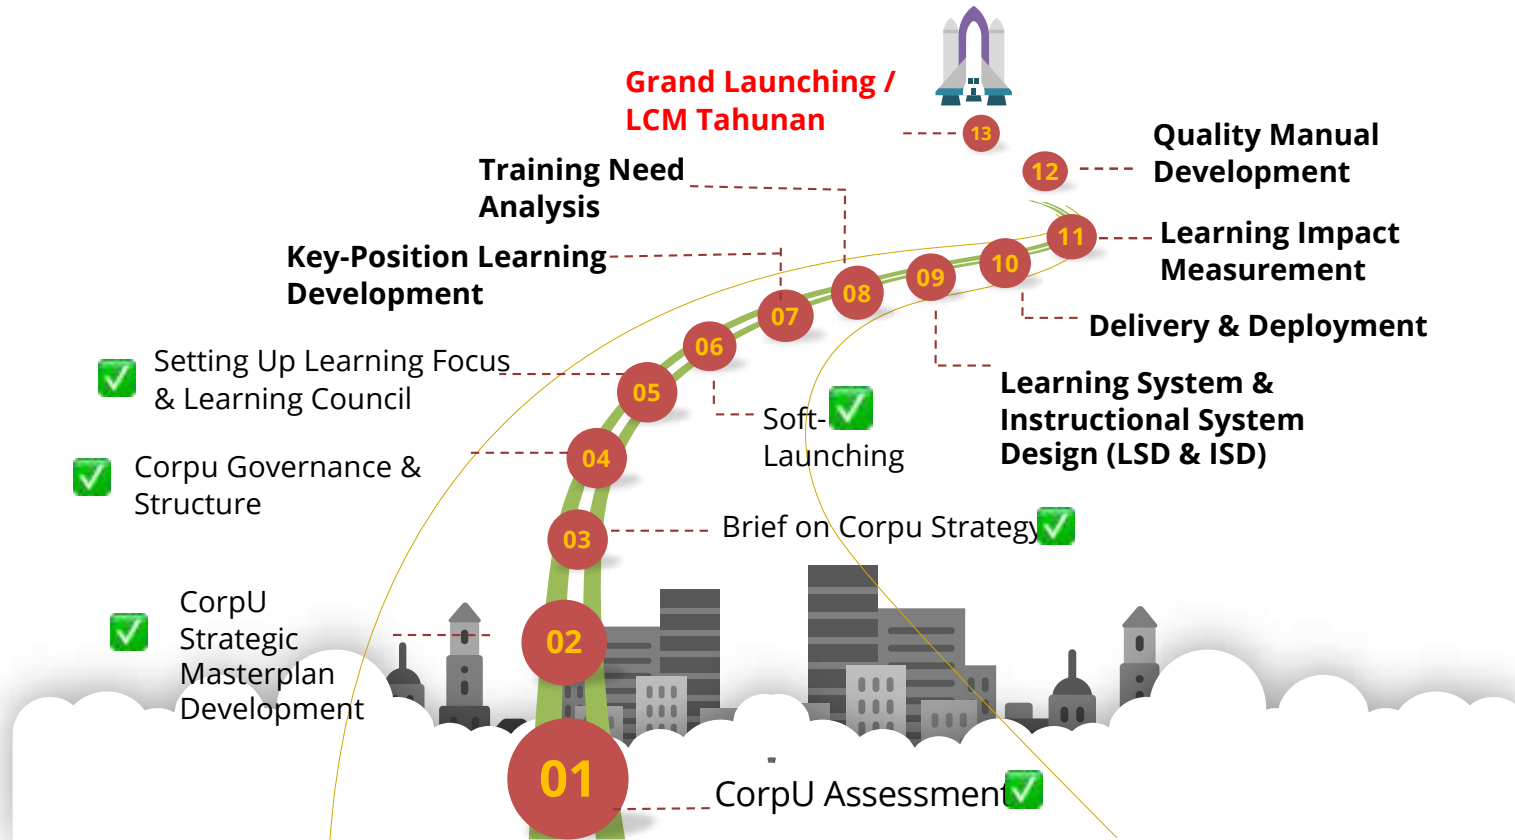 Grand Launching /
LCM Tahunan
13
Quality Manual
Development
12
Training Need
Analysis
11
Learning Impact
Measurement
Key-Position Learning
Development
10
09
08
07
Delivery & Deployment
06
Setting Up Learning Focus
& Learning Council
05
Learning System &
Instructional System
Design (LSD & ISD)
Soft-
Launching
04
Corpu Governance &
Structure
03
Brief on Corpu Strategy
CorpU
Strategic
Masterplan
Development
02
01
CorpU Assessment